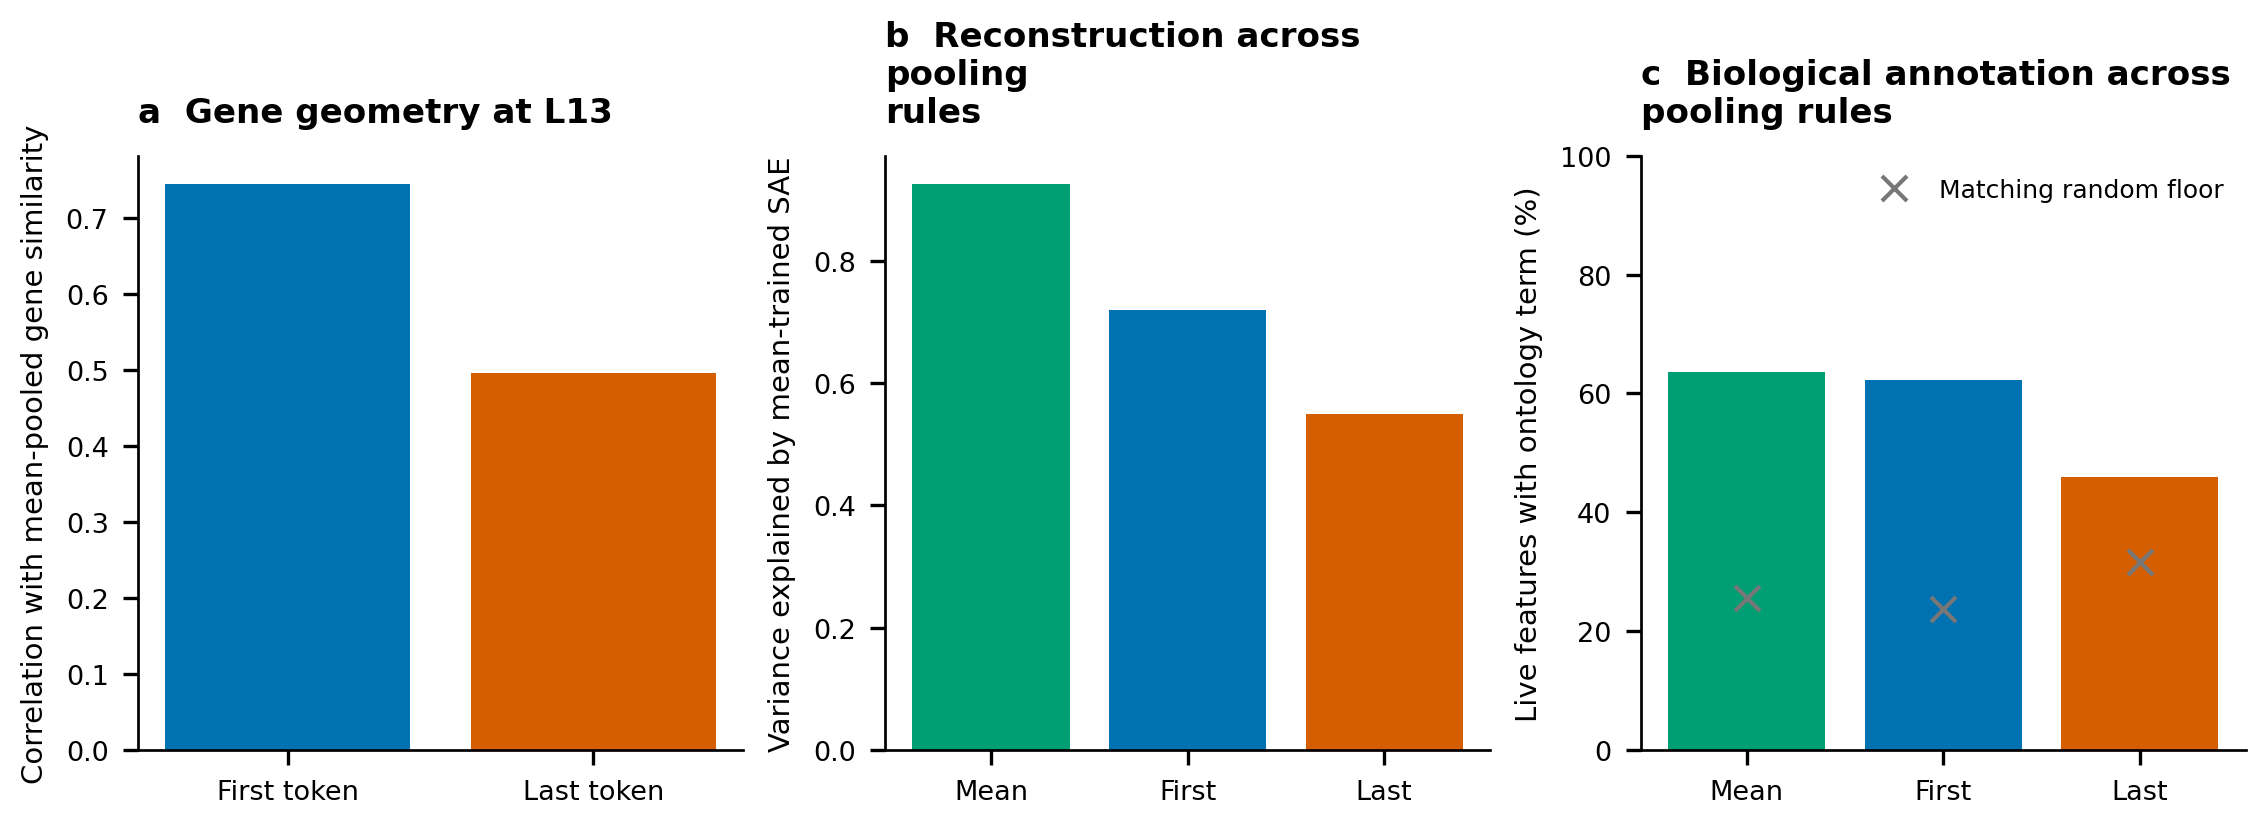 a  Gene geometry at L13
Correlation with mean-pooled gene similarity
0.7
0.6
0.5
0.4
0.3
0.2
0.1
0.0
First token
Last token
b  Reconstruction across
pooling
rules
Variance explained by mean-trained SAE
0.8
0.6
0.4
0.2
0.0
Mean
First
Last
c  Biological annotation across
pooling rules
Live features with ontology term (%)
100
80
60
40
20
0
Matching random floor
Mean
First
Last